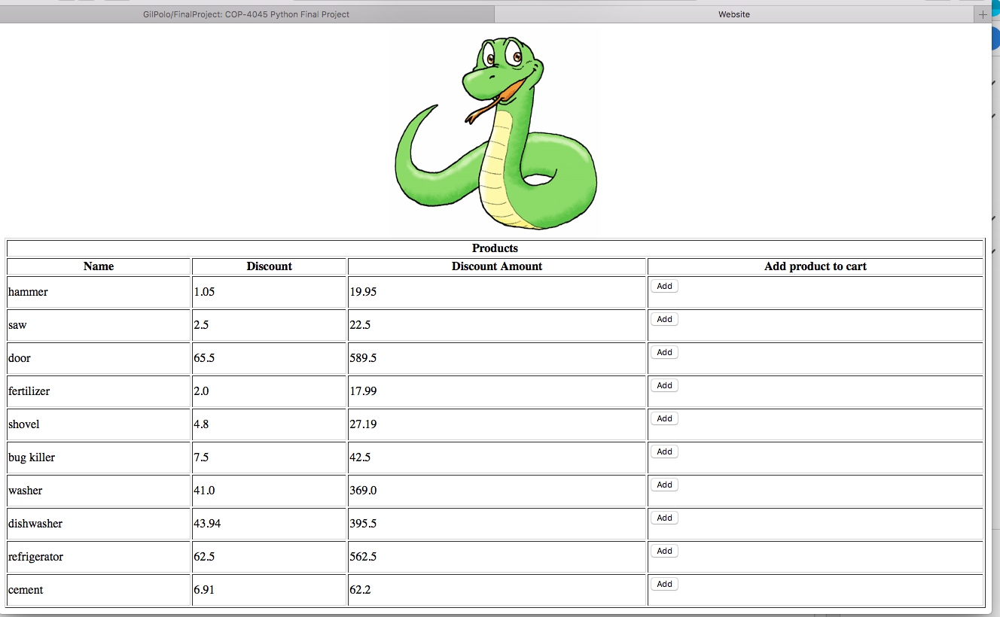 GilPolo/FinalProject: COP-4045 Python Final Project Website
Products
Name Discount Discount Amount Add product to cart
hammer 1.05 19.95 Add
saw 2.5 22.5 Add
door 65.5 589.5 Add
fertilizer 2.0 17.99 Add
shovel 4.8 27.19 Add
bug killer 7.5 42.5 Add
washer 41.0 369.0 Add
dishwasher 43.94 395.5 Add
refrigerator 62.5 562.5 Add
cement 6.91 62.2 Add